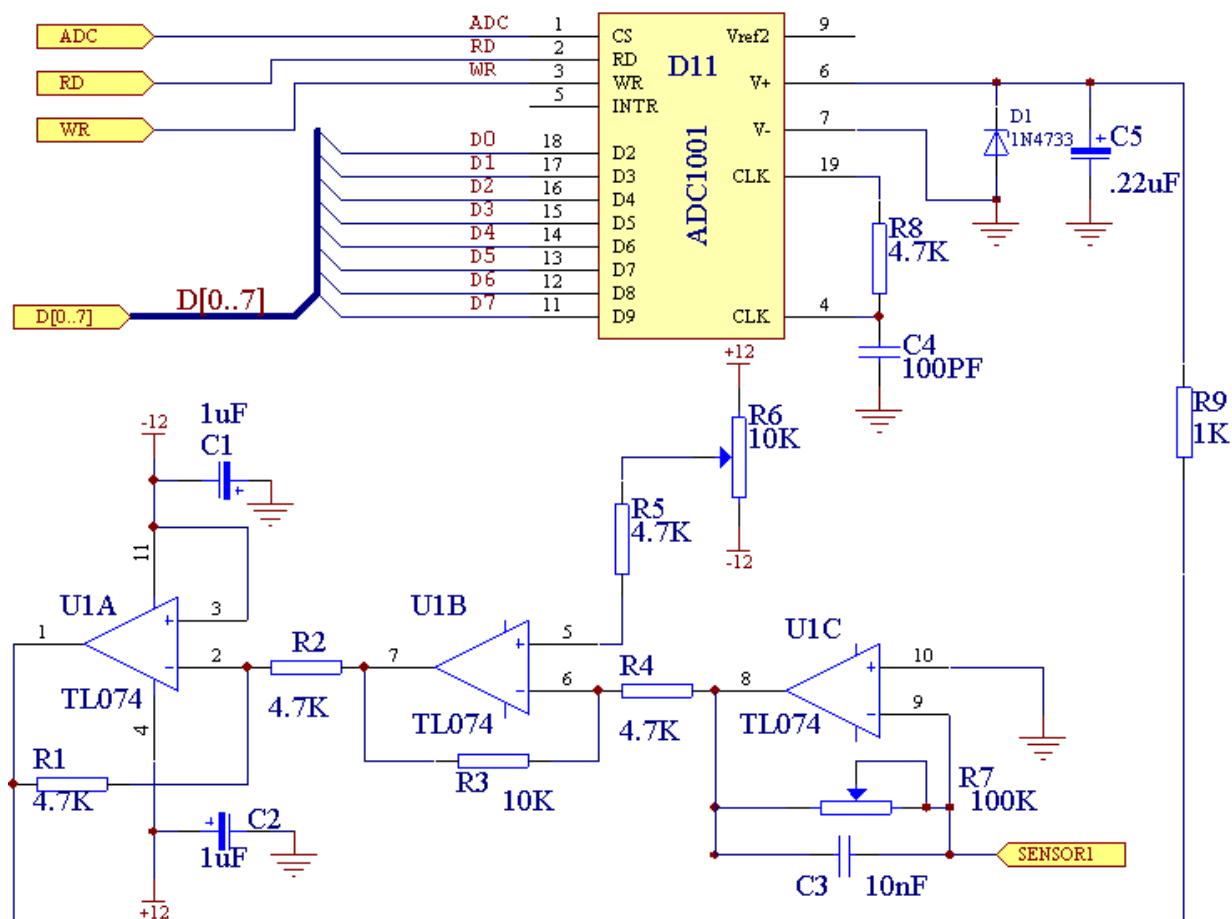 ADC
RD
WR
D[0..7]
D[0..7]
ADC
RD
WR
D0
D1
D2
D3
D4
D5
D6
D7
1
2
3
5
18
17
16
15
14
13
12
11
CS
RD
WR
INTR
D2
D3
D4
D5
D6
D7
D8
D9
D11
ADC1001
Vref2
V+
V-
CLK
CLK
9
6
7
19
4
D1
1N4733
C5
+
.22uF
R8
4.7K
C4
100PF
R9
1K
+12
R6
10K
-12
R5
4.7K
-12
1uF
C1
+
11
U1A
1
+
3
-
2
TL074
4
R1
4.7K
+
C2
1uF
+12
R2
4.7K
U1B
7
+
5
-
6
TL074
R3
10K
R4
4.7K
U1C
8
+
10
-
9
TL074
R7
100K
C3
10nF
SENSOR1